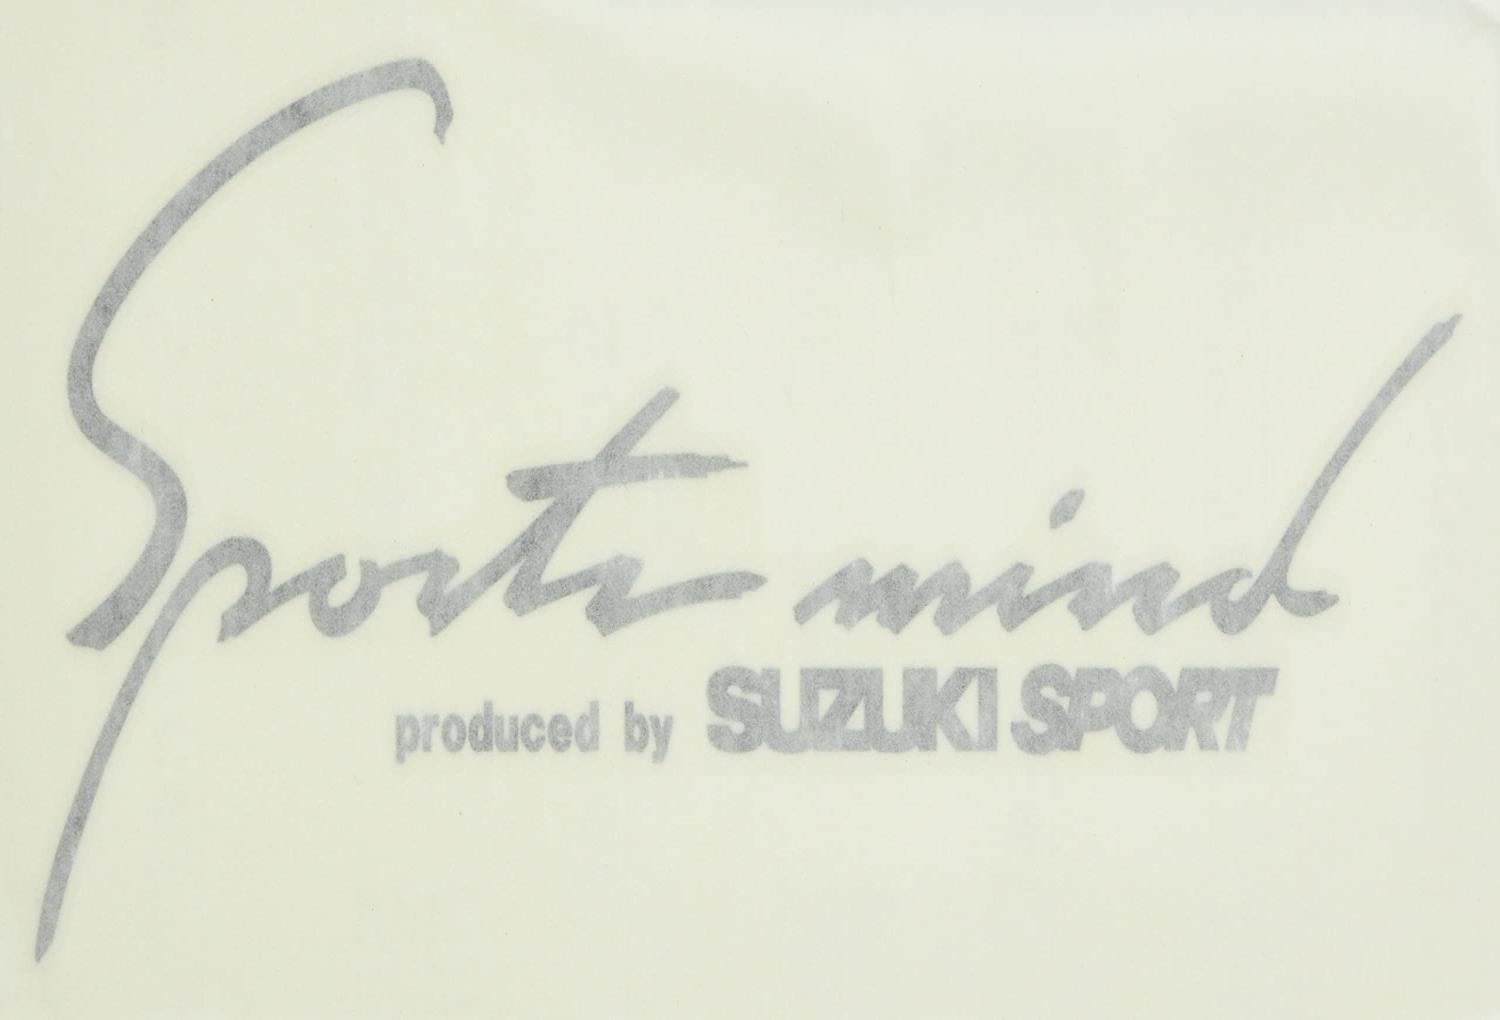 Sports mind
produced by SUZUKI SPORT